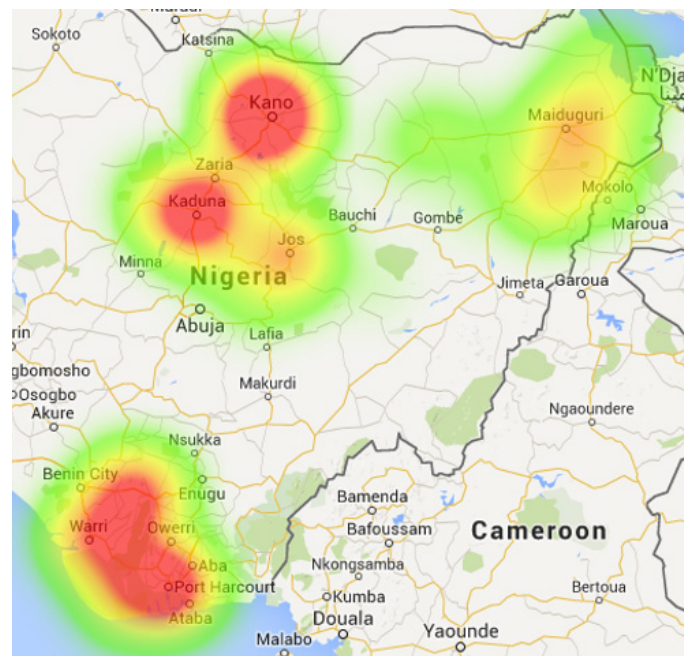 Maradi
Sokoto
Katsina
N'Dja
Kano
Maiduguri
Zaria
Kaduna
Mokolo
Bauchi
Maroua
Gombe
Jos
Minna
Nigeria
Jimeta
Garoua
Abuja
rin
Lafia
gbomosho
Makurdi
Osogbo
Akure
Ngaoundere
Nsukka
Benin City
Enugu
Bamenda
Warri
Owerri
Bafoussam
Cameroon
Aba
Nkongsamba
Port Harcourt
Bertoua
Kumba
Ataba
Douala
Yaounde
Malabo